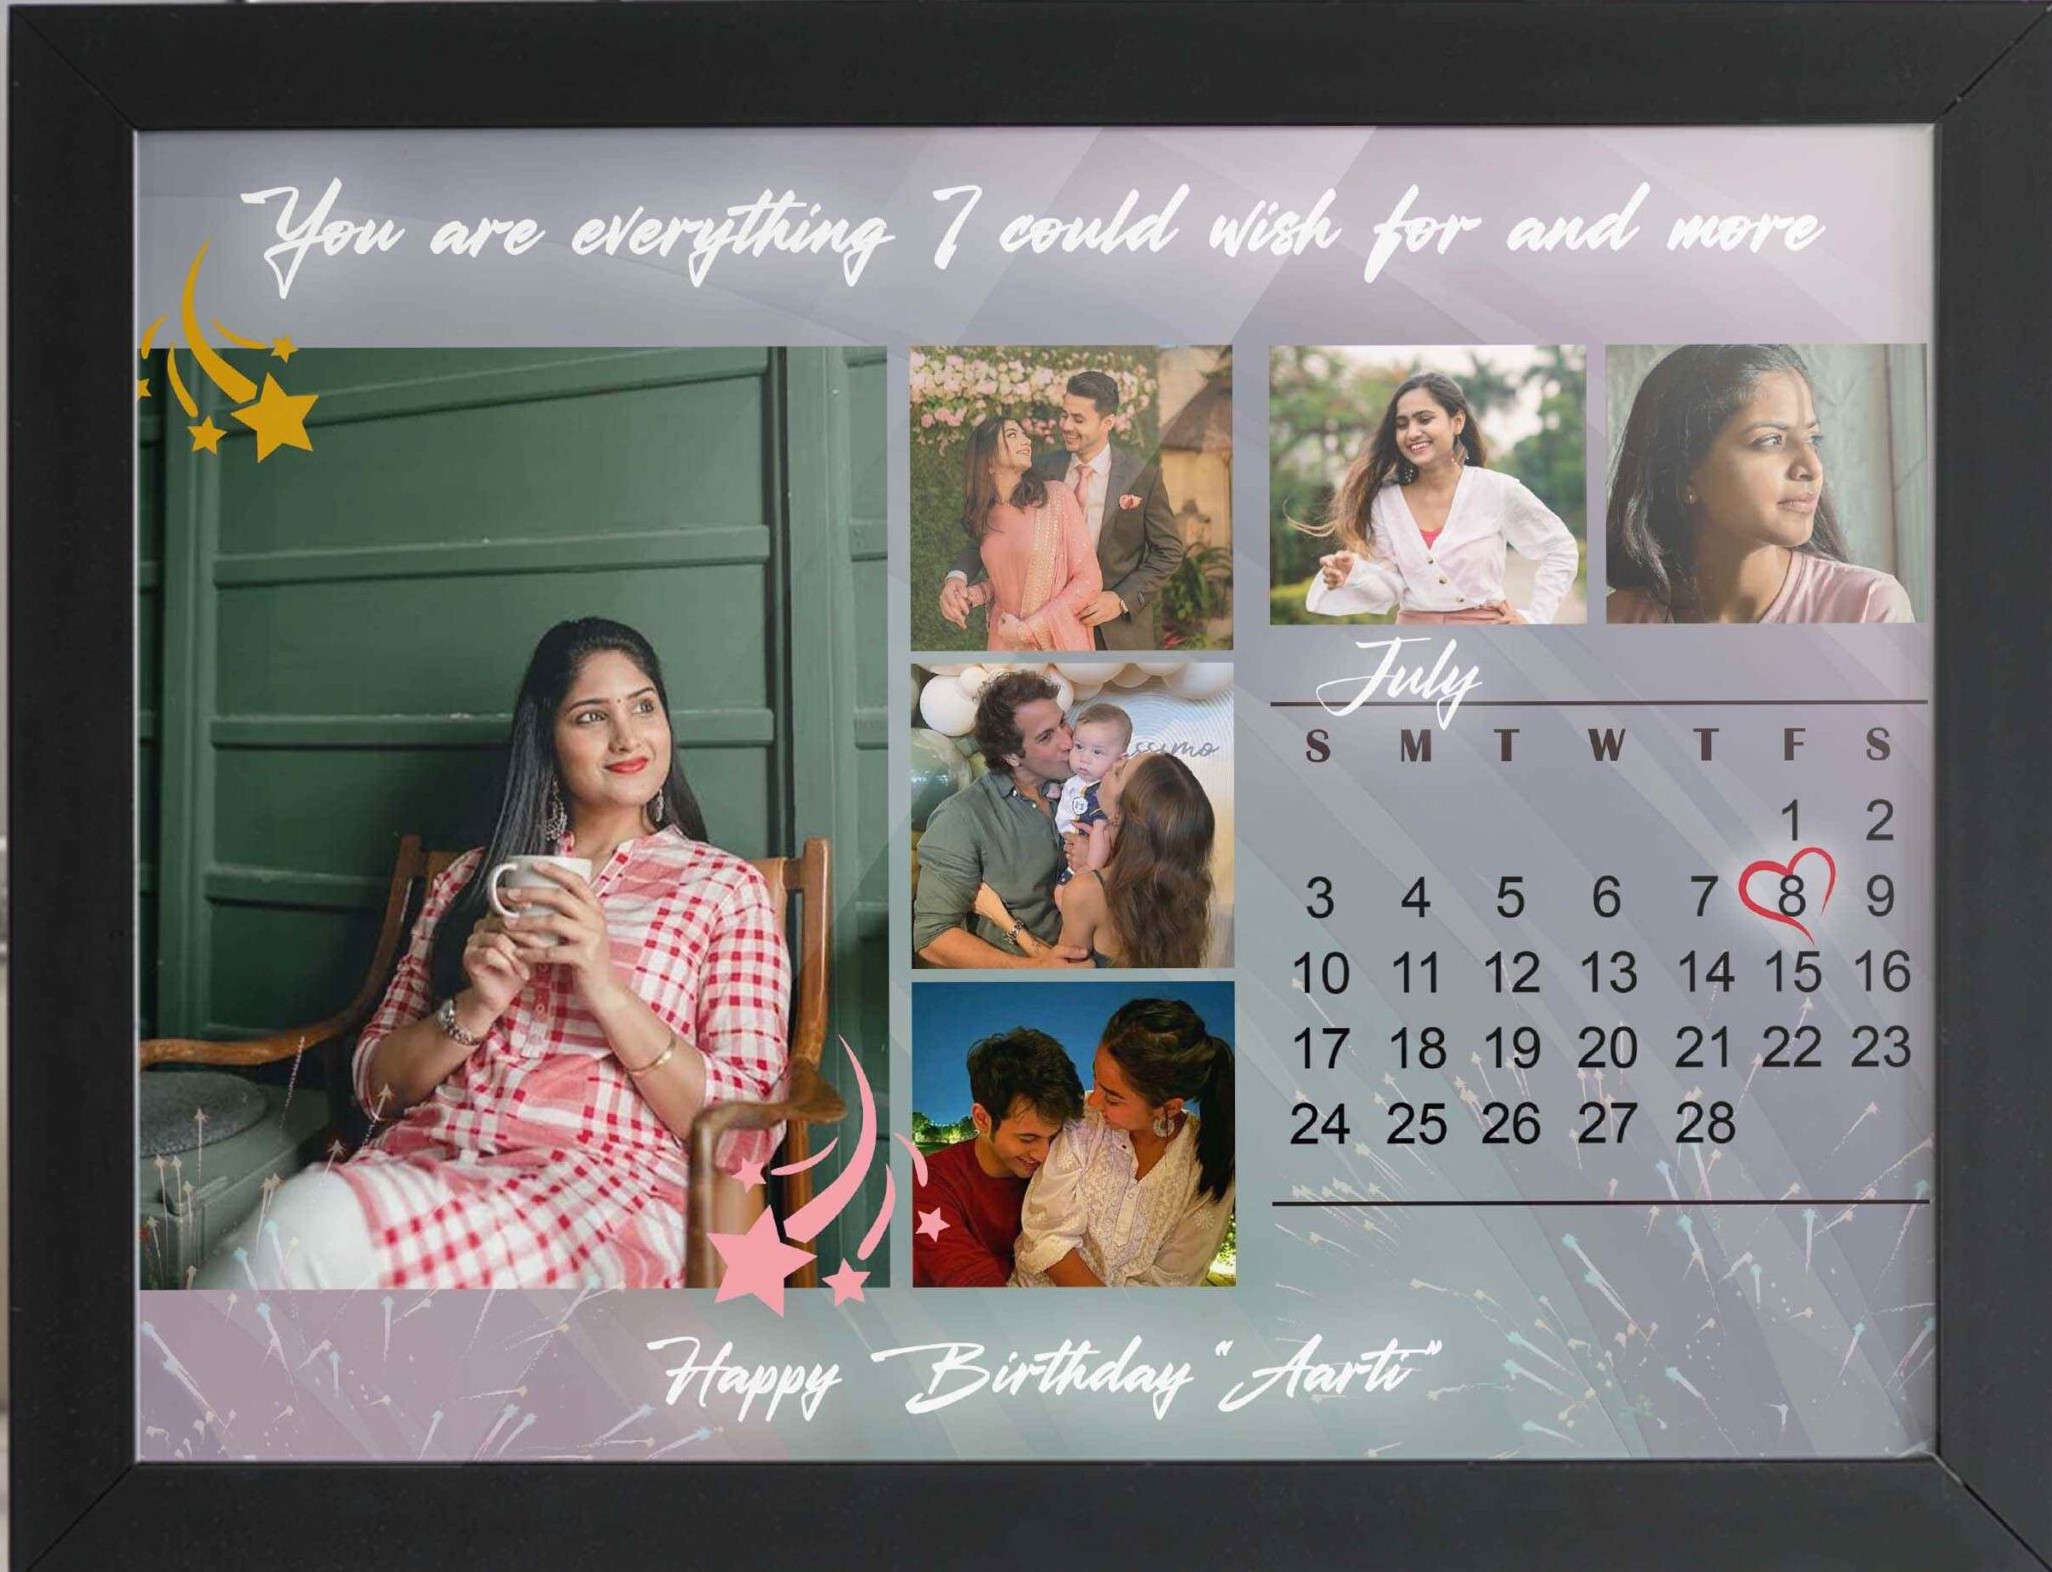 You are everything I could wish for and more
ssimo
July
S M T W T F S
1 2
3 4 5 6 7 8 9
10 11 12 13 14 15 16
17 18 19 20 21 22 23
24 25 26 27 28
Happy Birthday "Aarti"